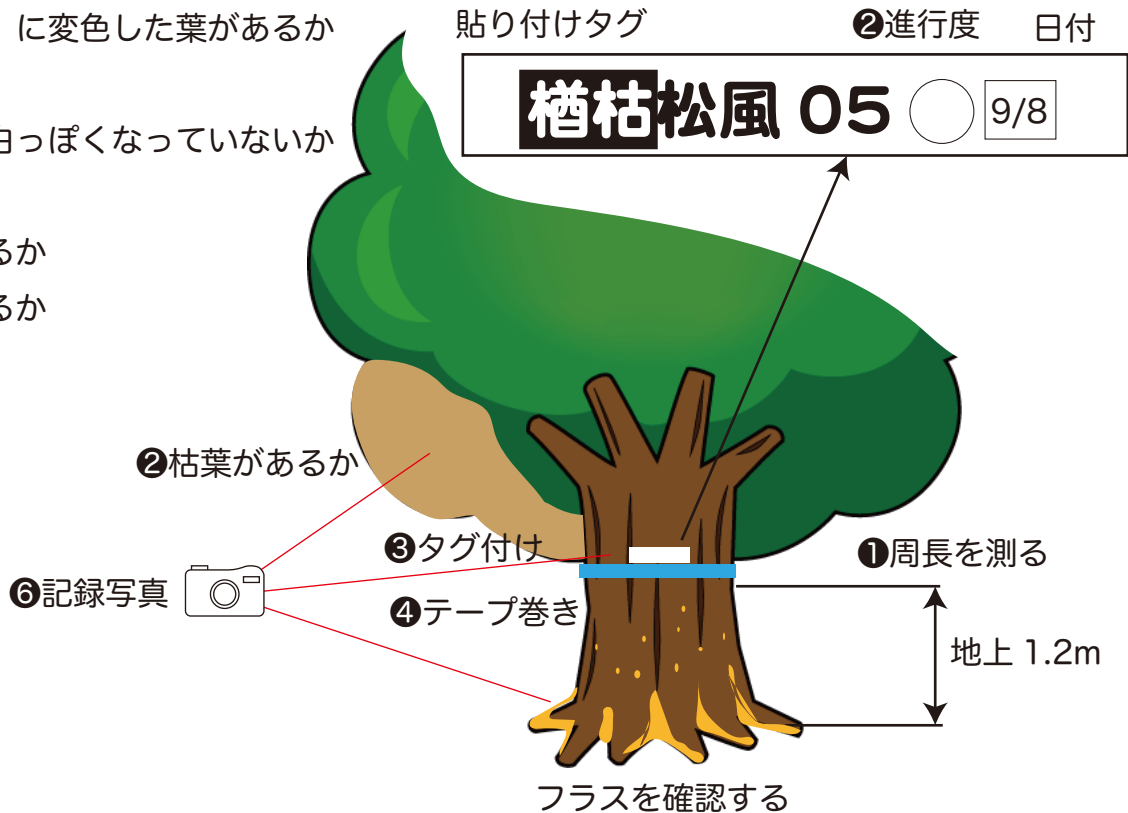 に変色した葉があるか
貼り付けタグ
❷進行度
日付
楢枯松風 05 9/8
白っぽくなっていないか
るか
るか
❷枯葉があるか
❸タグ付け
❶周長を測る
❻記録写真
❹テープ巻き
地上 1.2m
フラスを確認する